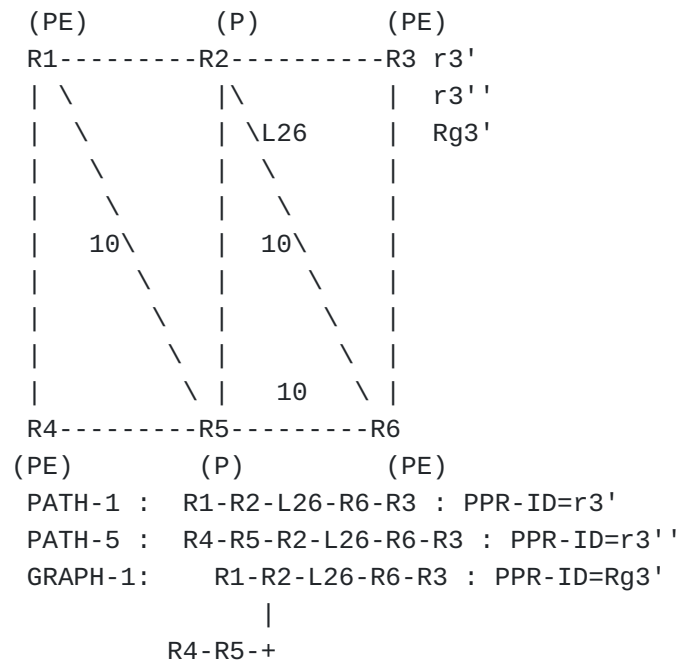 (PE) (P) (PE)
R1---------R2----------R3 r3'
| \ |\ | r3''
| \ | \L26 | Rg3'
| \ | \ |
| \ | \ |
| 10\ | 10\ |
| \ | \ |
| \ | \ |
| \ | \ |
| \ | 10 \ |
R4---------R5---------R6
(PE) (P) (PE)
PATH-1 : R1-R2-L26-R6-R3 : PPR-ID=r3'
PATH-5 : R4-R5-R2-L26-R6-R3 : PPR-ID=r3''
GRAPH-1: R1-R2-L26-R6-R3 : PPR-ID=Rg3'
|
R4-R5-+